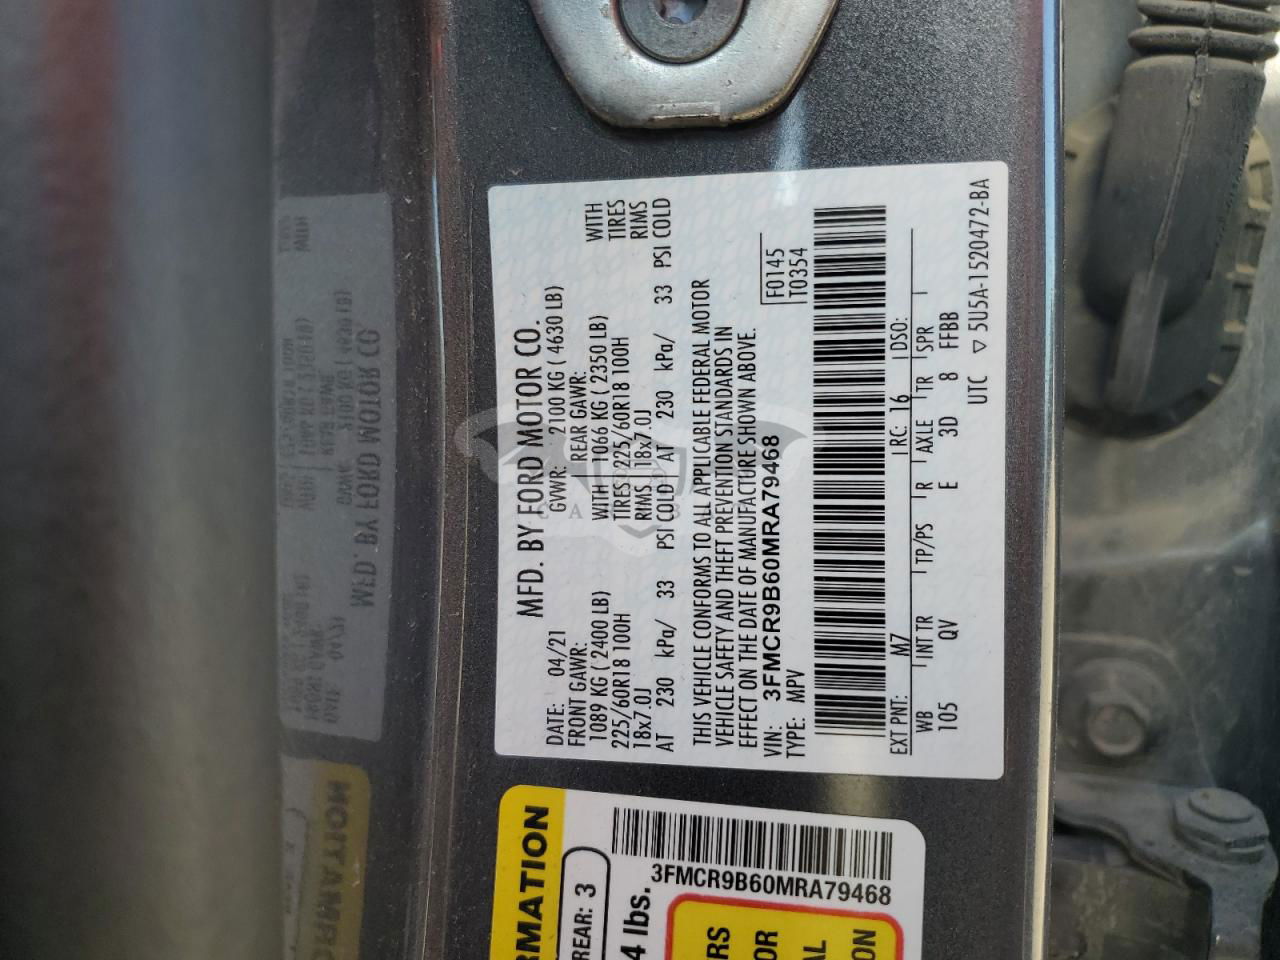 MFD. BY FORD MOTOR CO.
DATE: 04/21 GVWR: 2100 KG ( 4630 LB)
FRONT GAWR: REAR GAWR:
1089 KG ( 2400 LB) WITH 1066 KG ( 2350 LB) WITH
225/60R18 100H TIRES 225/60R18 100H TIRES
18x7.0J RIMS 18x7.0J RIMS
AT 230 kPa/ 33 PSI COLD AT 230 kPa/ 33 PSI COLD
THIS VEHICLE CONFORMS TO ALL APPLICABLE FEDERAL MOTOR
VEHICLE SAFETY AND THEFT PREVENTION STANDARDS IN
EFFECT ON THE DATE OF MANUFACTURE SHOWN ABOVE.
VIN: 3FMCR9B60MRA79468
TYPE: MPV
F0145
T0354
EXT PNT: M7 RC: 16 DSO:
WB INT TR TP/PS R AXLE TR SPR
105 QV E 3D 8 FFBB
UTC ▽ 5U5A-1520472-BA
RMATION
REAR: 3
3FMCR9B60MRA79468
4 lbs.
RS
OR
AL
ON